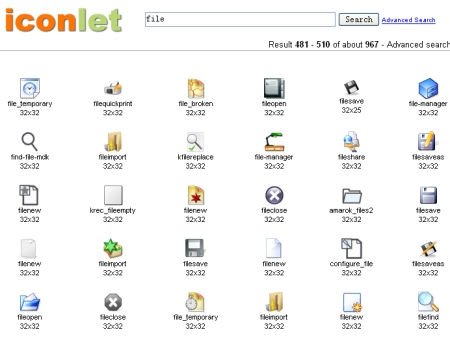 iconlet
file
Search
Advanced Search
Result 481 - 510 of about 967 - Advanced search
file_temporary filequickprint file_broken fileopen filesave file-manager
32x32 32x32 32x32 32x32 32x25 32x32
find-file-mdk fileimport kfilereplace file-manager fileshare filesaveas
32x32 32x32 32x32 32x32 32x32 32x32
filenew krec_fileempty filenew fileclose amarok_files2 filesave
32x32 32x32 32x32 32x32 32x32 32x32
filenew fileimport filesave filenew configure_file filesaveas
32x32 32x32 32x32 32x32 32x32 32x32
fileopen fileclose file_temporary fileimport filenew filefind
32x32 32x32 32x32 32x32 32x32 32x32